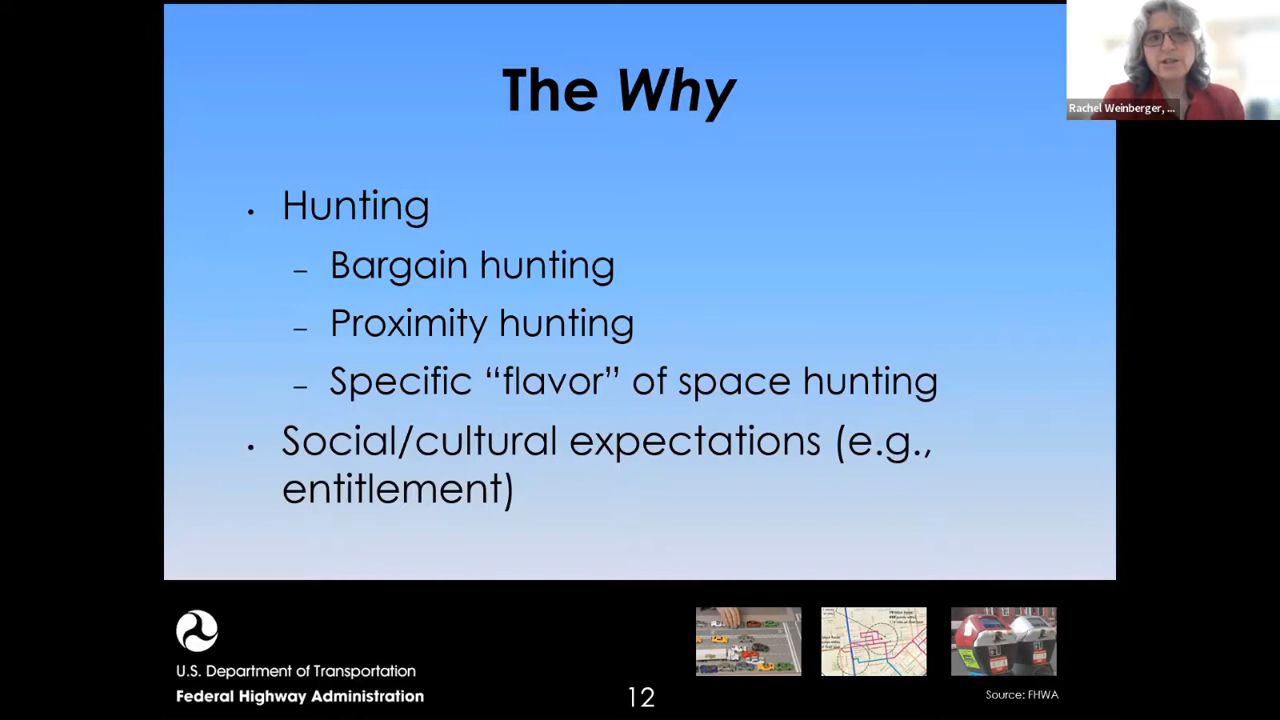 The Why
Rachel Weinberger, ...
• Hunting
– Bargain hunting
– Proximity hunting
– Specific “flavor” of space hunting
• Social/cultural expectations (e.g.,
entitlement)
U.S. Department of Transportation
Federal Highway Administration
12
Source: FHWA